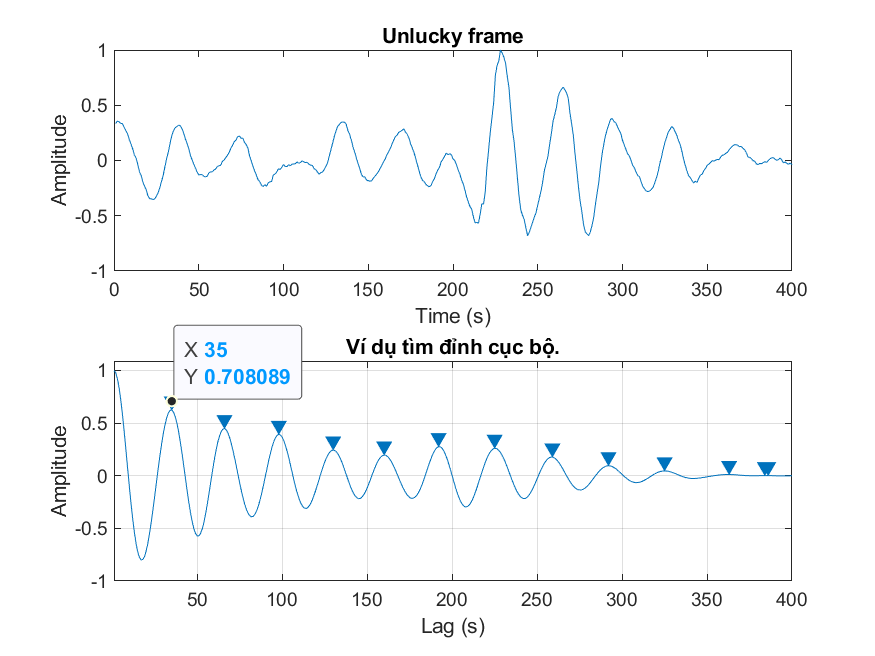 Unlucky frame
1
0.5
0
-0.5
-1
Amplitude
0 50 100 150 200 250 300 350 400
Time (s)
X 35
Y 0.708089
Ví dụ tìm đỉnh cục bộ.
1
0.5
0
-0.5
-1
Amplitude
50 100 150 200 250 300 350 400
Lag (s)